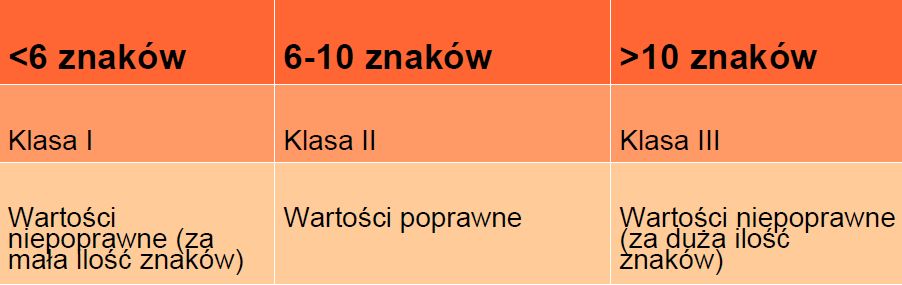 <6 znaków 6-10 znaków >10 znaków
Klasa I Klasa II Klasa III
Wartości
niepoprawne (za
mała ilość znaków)
Wartości poprawne
Wartości niepoprawne
(za duża ilość
znaków)